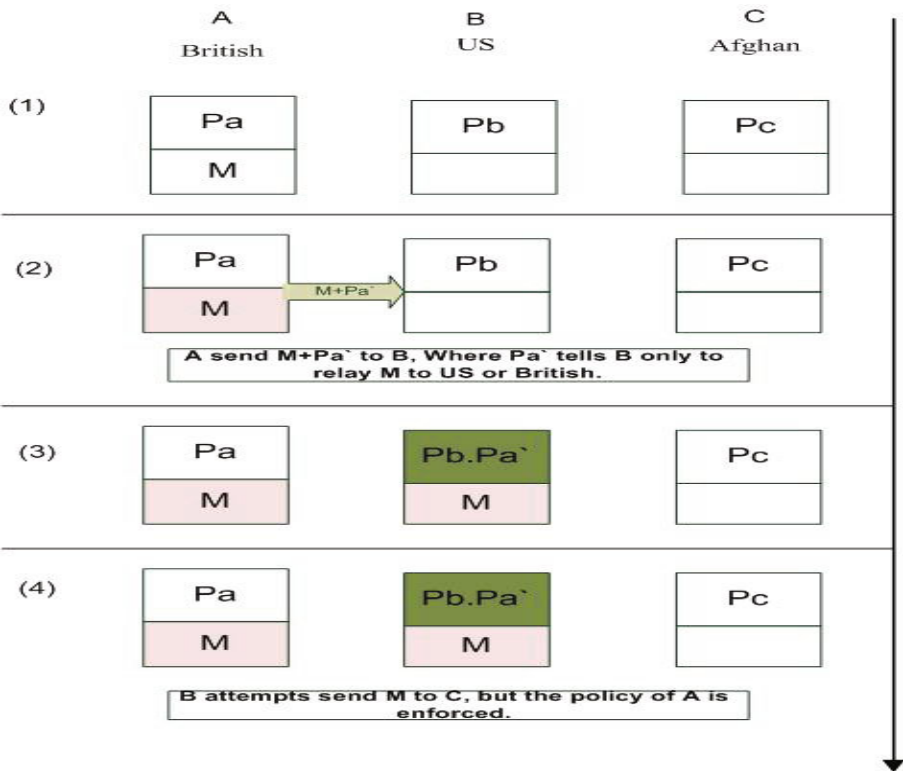 A B C
British US Afghan
(1) Pa Pb Pc
M
(2) Pa Pb Pc
M M+Pa`
A send M+Pa` to B, Where Pa` tells B only to
relay M to US or British.
(3) Pa Pb.Pa` Pc
M M
(4) Pa Pb.Pa` Pc
M M
B attempts send M to C, but the policy of A is
enforced.